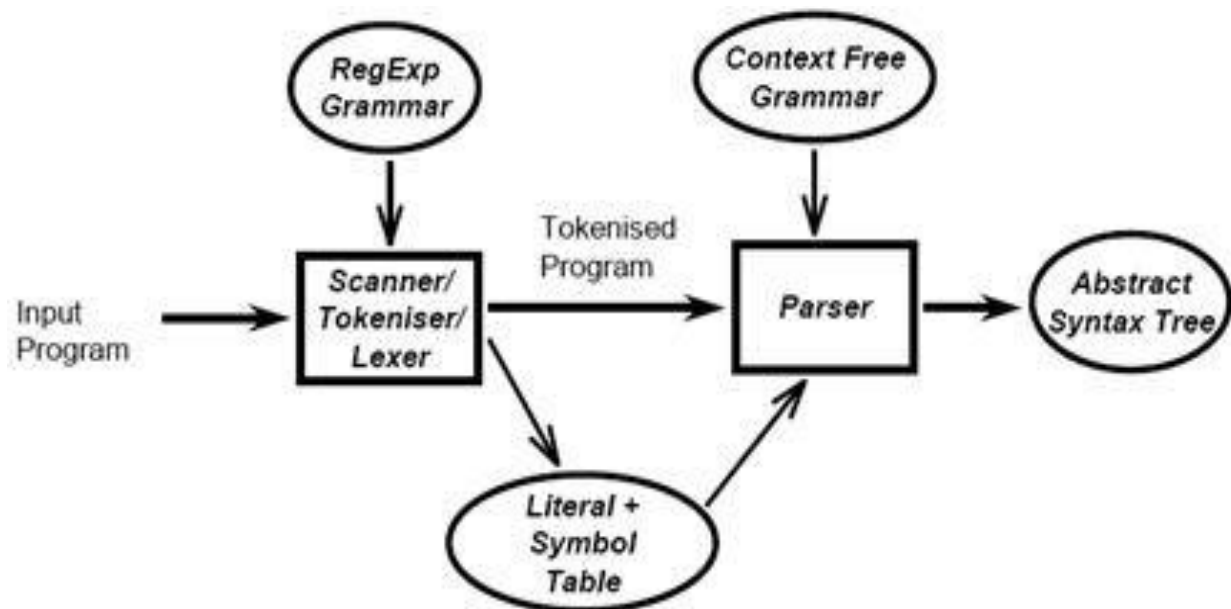 RegExp
Grammar
Context Free
Grammar
Input
Program
Scanner/
Tokeniser/
Lexer
Tokenised
Program
Parser
Abstract
Syntax Tree
Literal +
Symbol
Table